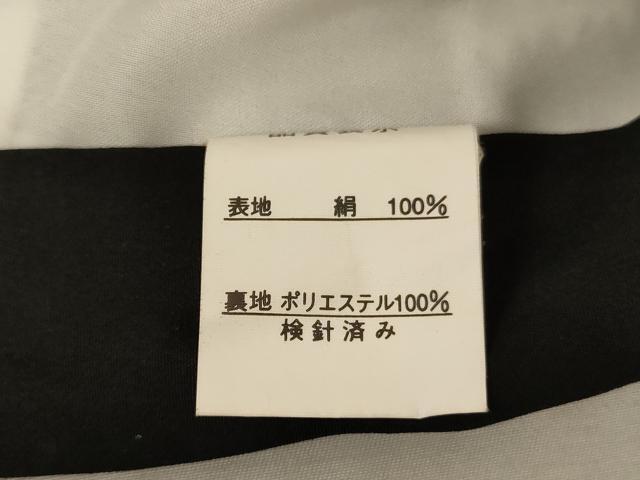 表地 絹 100%
裏地 ポリエステル100%
検針済み